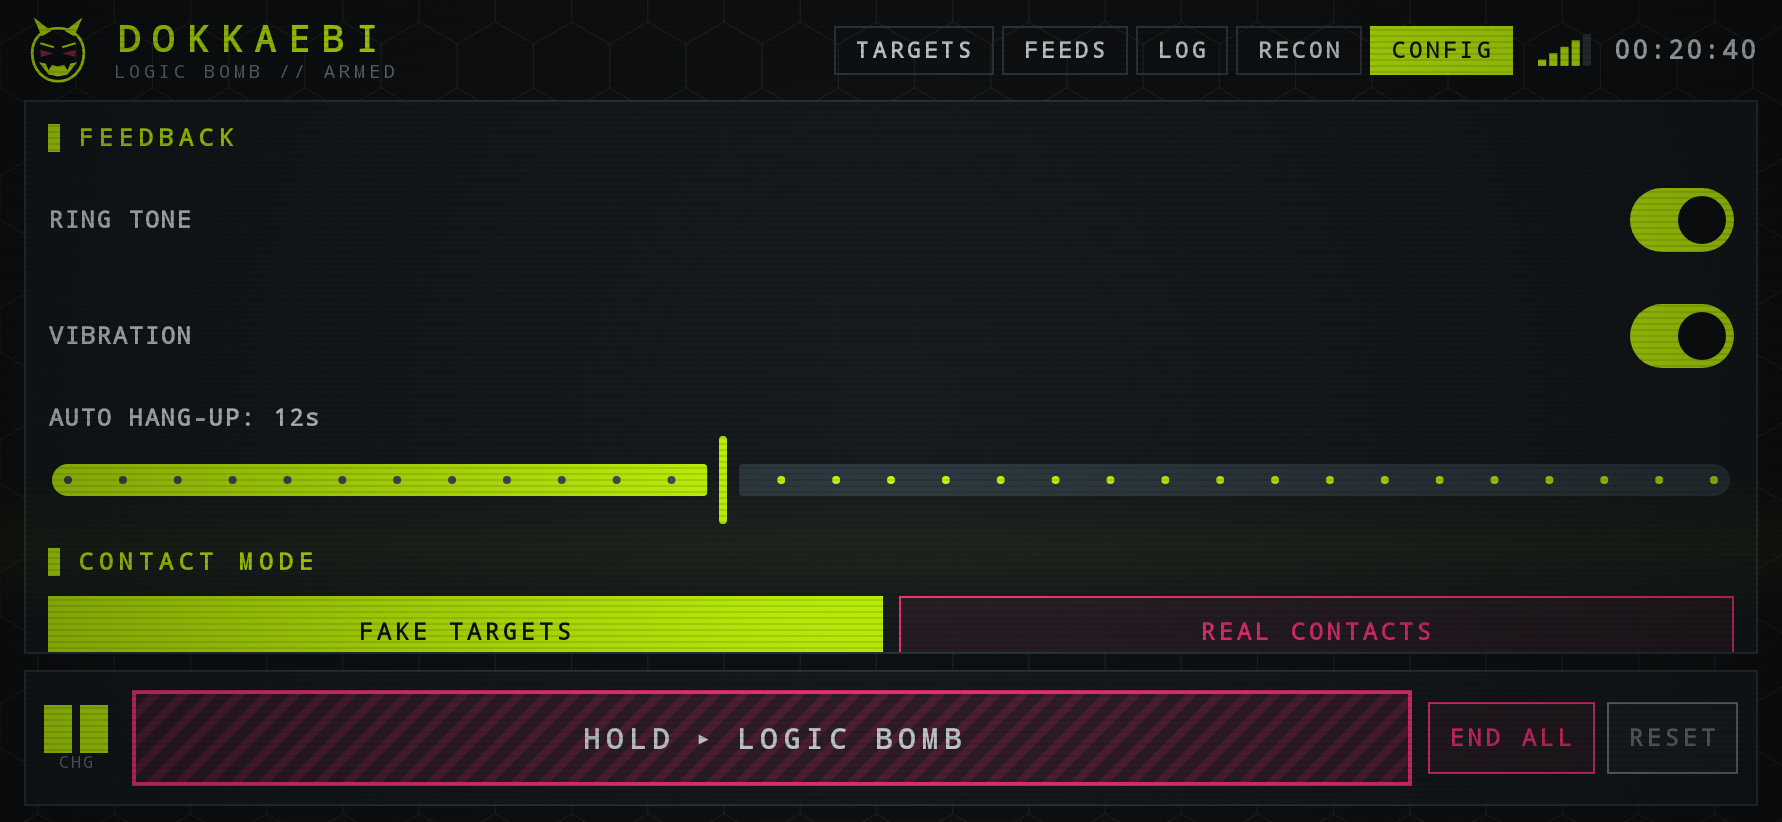 DOKKAEBI
LOGIC BOMB // ARMED
TARGETS
FEEDS
LOG
RECON
CONFIG
00:20:40
FEEDBACK
RING TONE
VIBRATION
AUTO HANG-UP: 12s
CONTACT MODE
FAKE TARGETS
REAL CONTACTS
CHG
HOLD ▸ LOGIC BOMB
END ALL
RESET